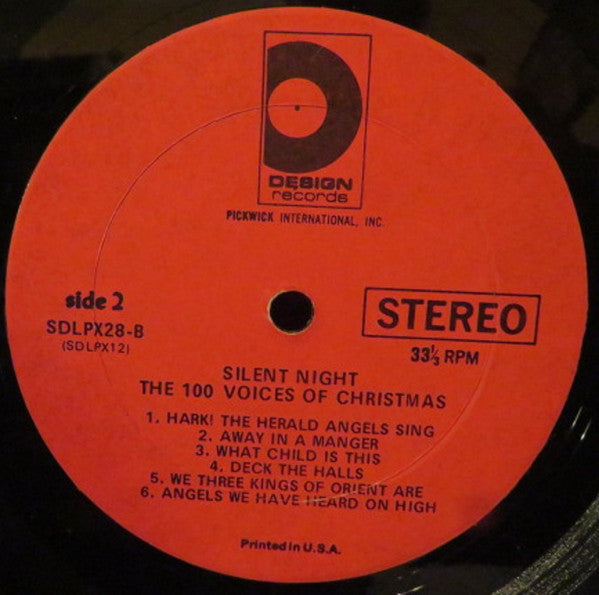 DESIGN
records
PICKWICK INTERNATIONAL, INC.
side 2
SDLPX28-B
(SDLPX12)
STEREO
33⅓ RPM
SILENT NIGHT
THE 100 VOICES OF CHRISTMAS
1. HARK! THE HERALD ANGELS SING
2. AWAY IN A MANGER
3. WHAT CHILD IS THIS
4. DECK THE HALLS
5. WE THREE KINGS OF ORIENT ARE
6. ANGELS WE HAVE HEARD ON HIGH
Printed in U.S.A.